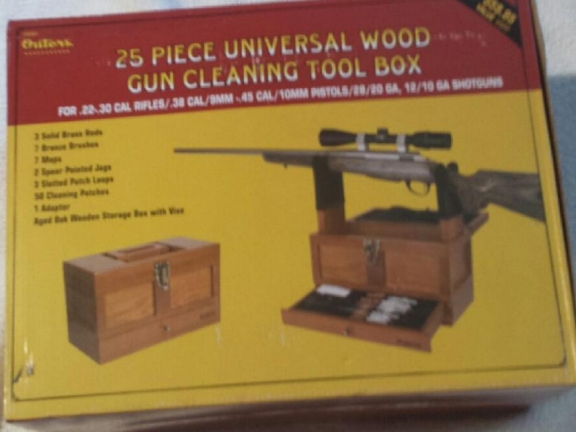 Outers
25 PIECE UNIVERSAL WOOD
GUN CLEANING TOOL BOX
FOR .22-.30 CAL RIFLES/.38 CAL/9MM -.45 CAL/10MM PISTOLS/28/20 GA, 12/10 GA SHOTGUNS
3 Solid Brass Rods
7 Bronze Brushes
7 Mops
2 Spear Pointed Jags
3 Slotted Patch Loops
50 Cleaning Patches
1 Adaptor
Aged Oak Wooden Storage Box with Vise